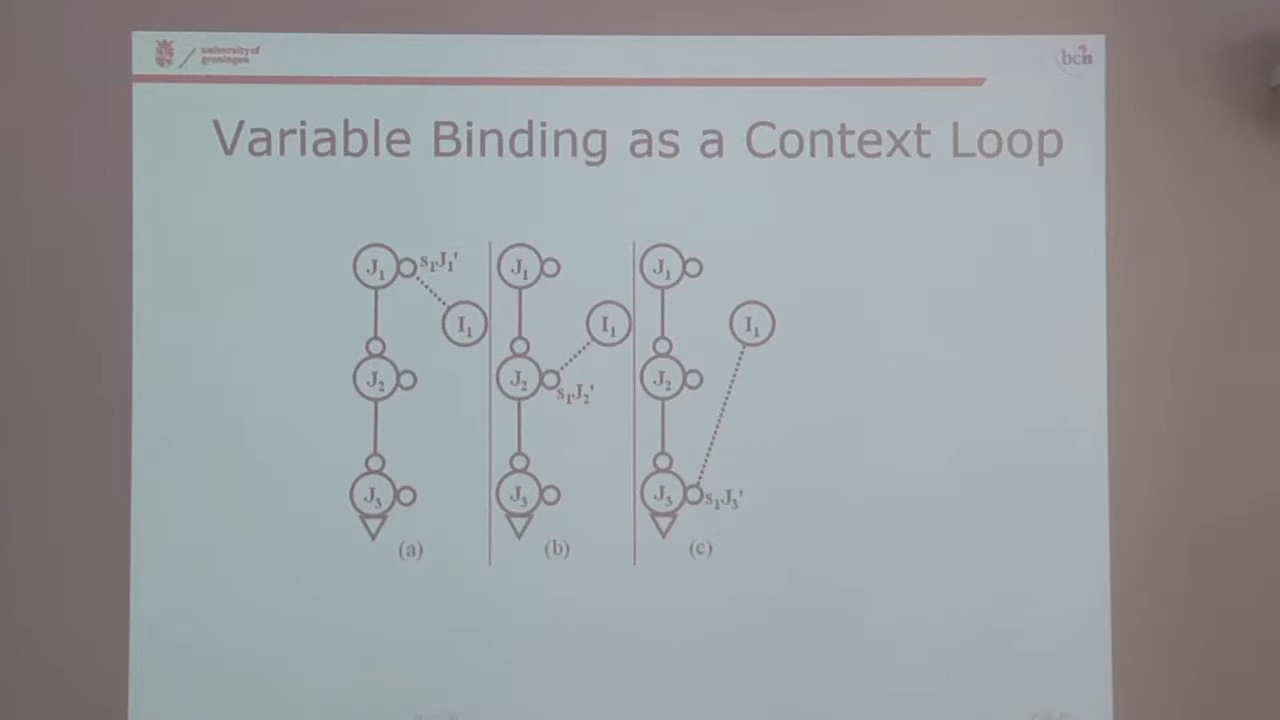 university of
groningen
bcn
Variable Binding as a Context Loop
J₁ s₁J₁' J₁ J₁
I₁ I₁ I₁
J₂ J₂ s₁J₂' J₂
J₃ J₃ J₃ s₁J₃'
(a) (b) (c)